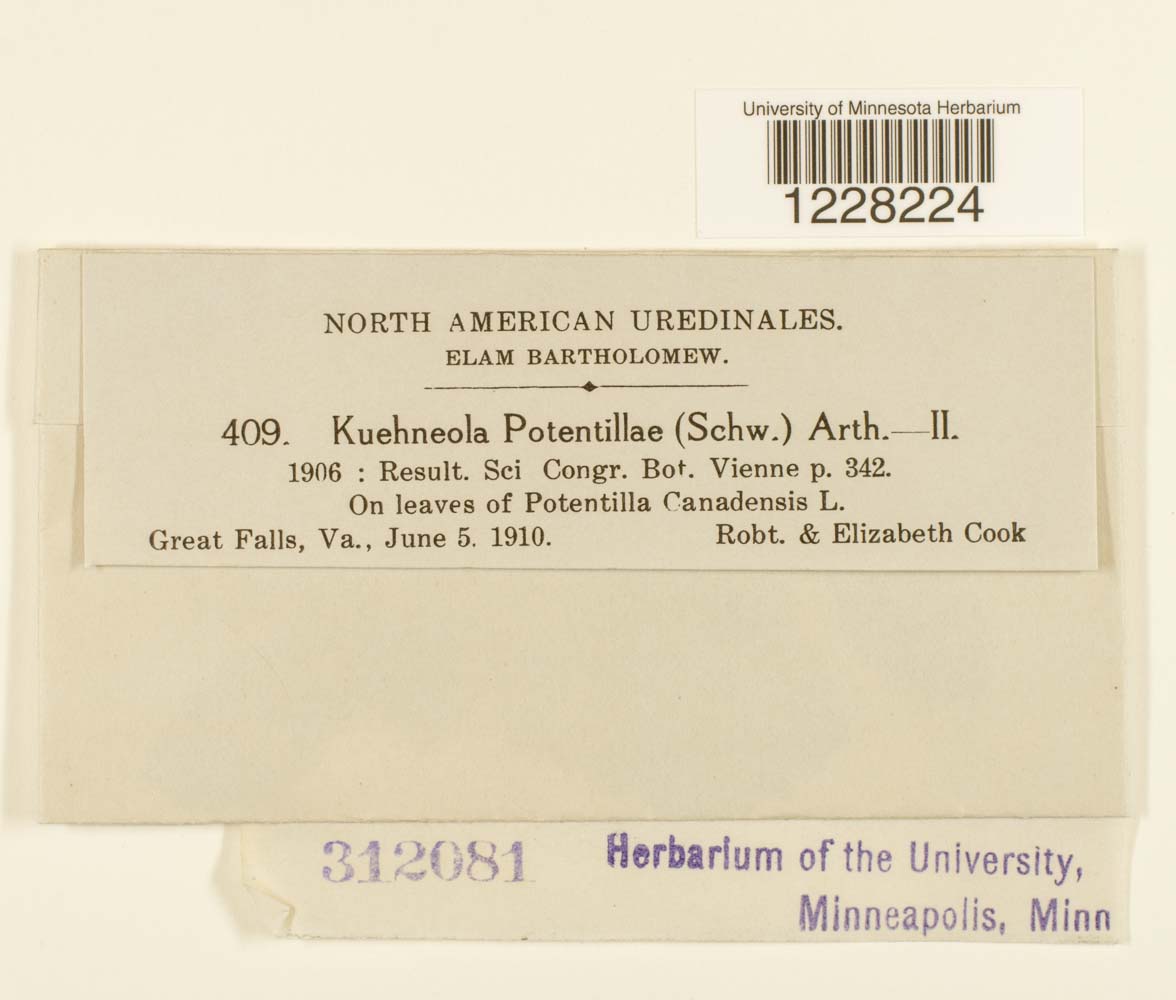 University of Minnesota Herbarium
1228224
NORTH AMERICAN UREDINALES.
ELAM BARTHOLOMEW.
409. Kuehneola Potentillae (Schw.) Arth.—II.
1906 : Result. Sci Congr. Bot. Vienne p. 342.
On leaves of Potentilla Canadensis L.
Great Falls, Va., June 5. 1910. Robt. & Elizabeth Cook
312081 Herbarium of the University,
Minneapolis, Minn